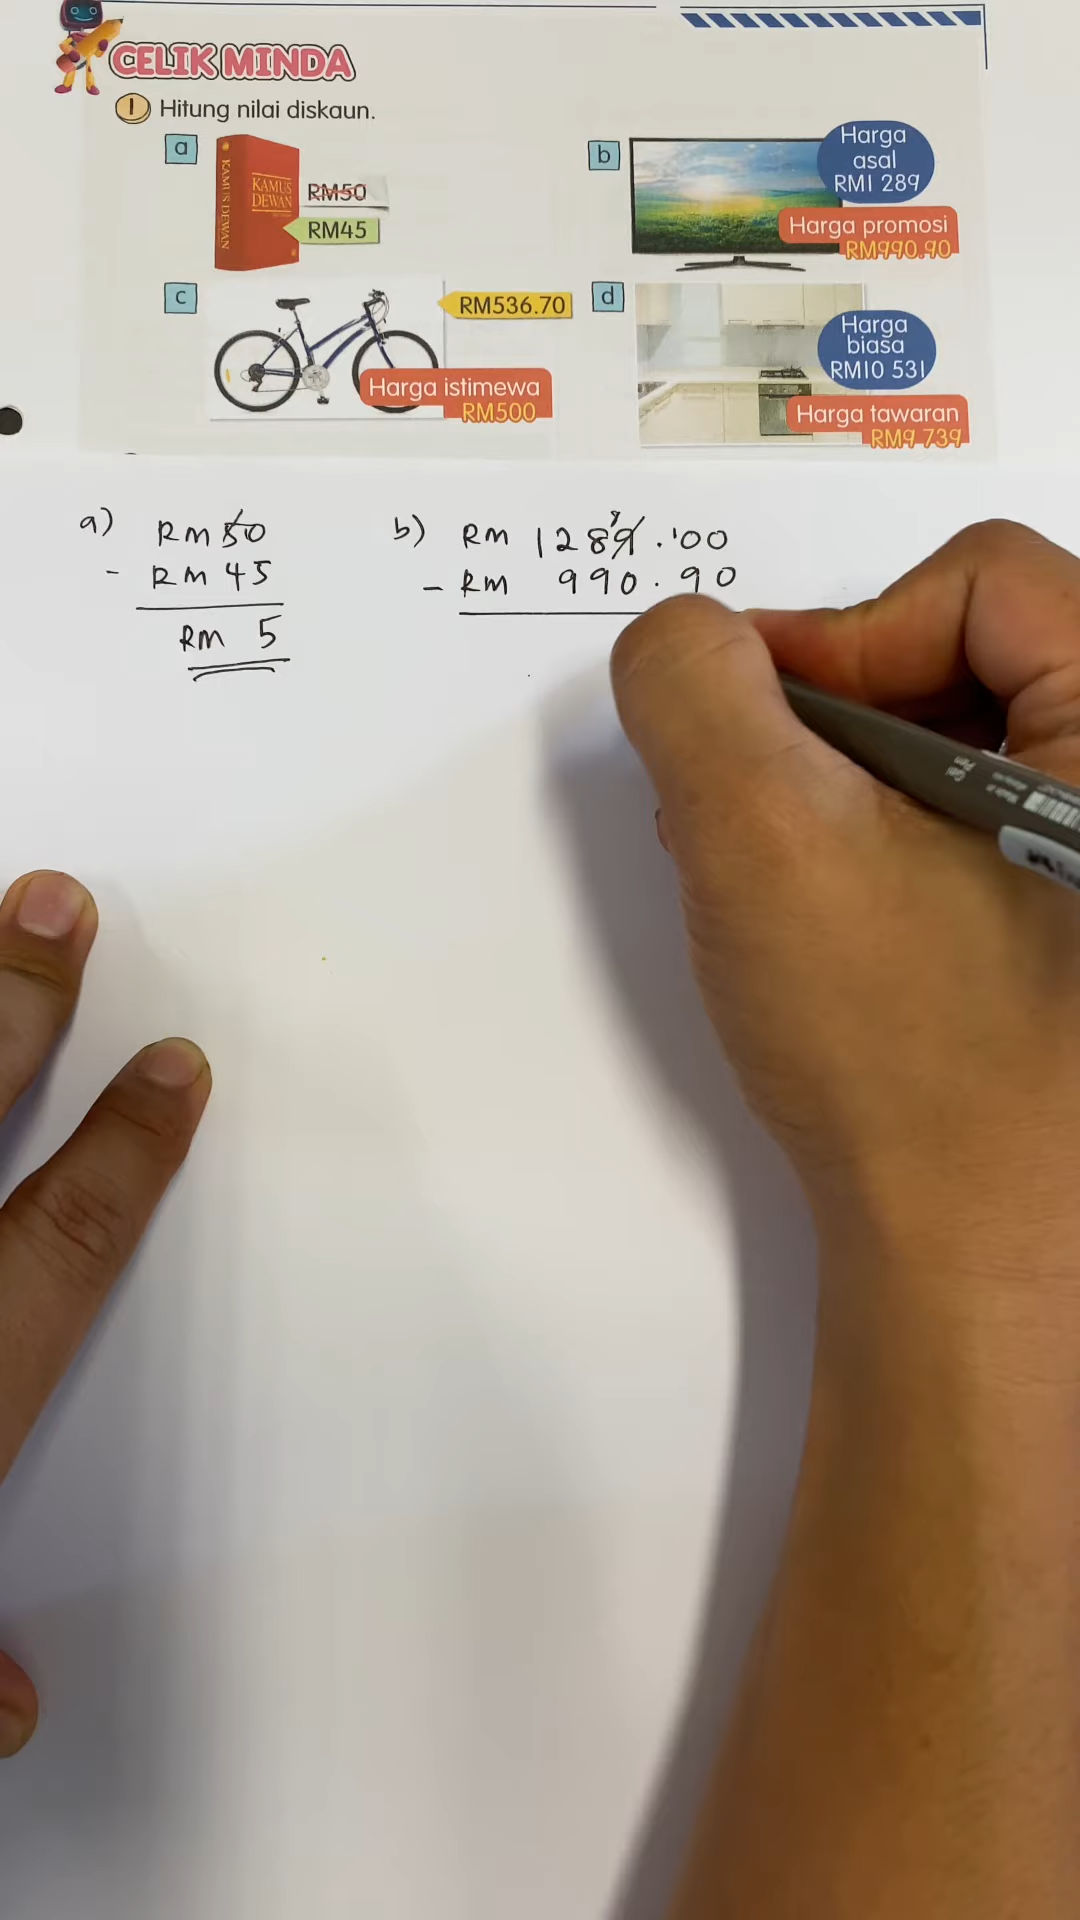 CELIK MINDA
1 Hitung nilai diskaun.
a
KAMUS DEWAN
KAMUS
DEWAN
RM50
RM45
b
Harga
asal
RM1 289
Harga promosi
RM990.90
c
RM536.70
Harga istimewa
RM500
d
Harga
biasa
RM10 531
Harga tawaran
RM9 739
a) RM 50
- RM 45
RM 5
b) RM 1289.00
- RM 990.90